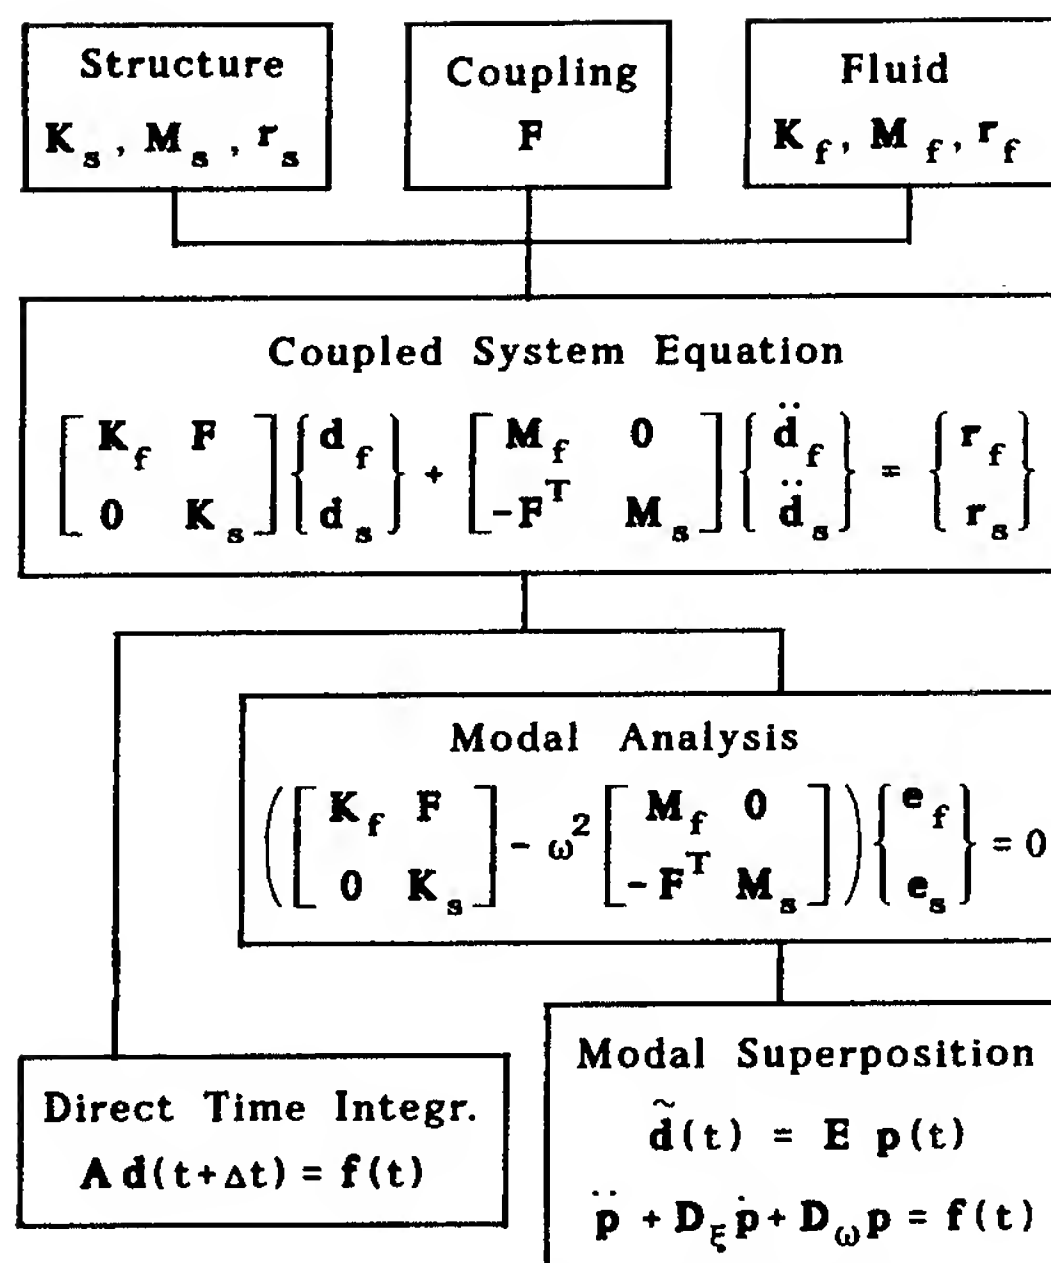 Structure
K_s, M_s, r_s
Coupling
F
Fluid
K_f, M_f, r_f
Coupled System Equation
[ K_f F ; 0 K_s ] { d_f ; d_s } + [ M_f 0 ; -F^T M_s ] { d̈_f ; d̈_s } = { r_f ; r_s }
Modal Analysis
( [ K_f F ; 0 K_s ] - ω² [ M_f 0 ; -F^T M_s ] ) { e_f ; e_s } = 0
Direct Time Integr.
A d(t+Δt) = f(t)
Modal Superposition
d̃(t) = E p(t)
p̈ + D_ξ ṗ + D_ω p = f(t)